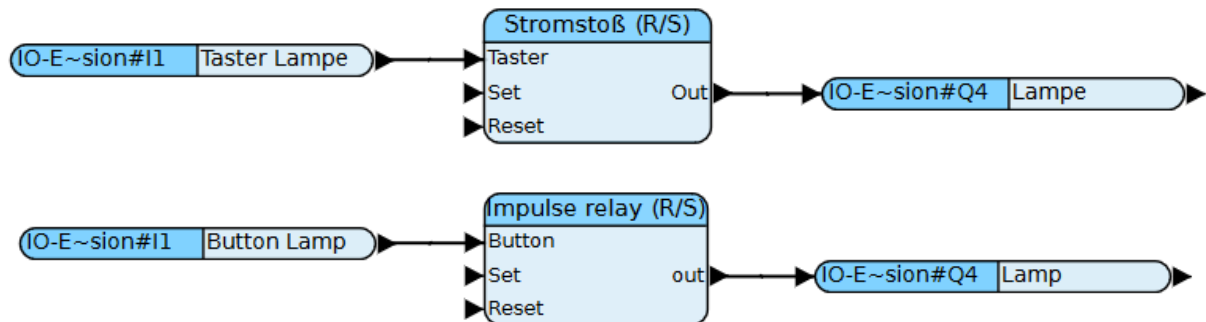 Stromstoß (R/S)
IO-E~sion#I1 Taster Lampe
Taster
Set Out
Reset
IO-E~sion#Q4 Lampe
Impulse relay (R/S)
IO-E~sion#I1 Button Lamp
Button
Set out
Reset
IO-E~sion#Q4 Lamp